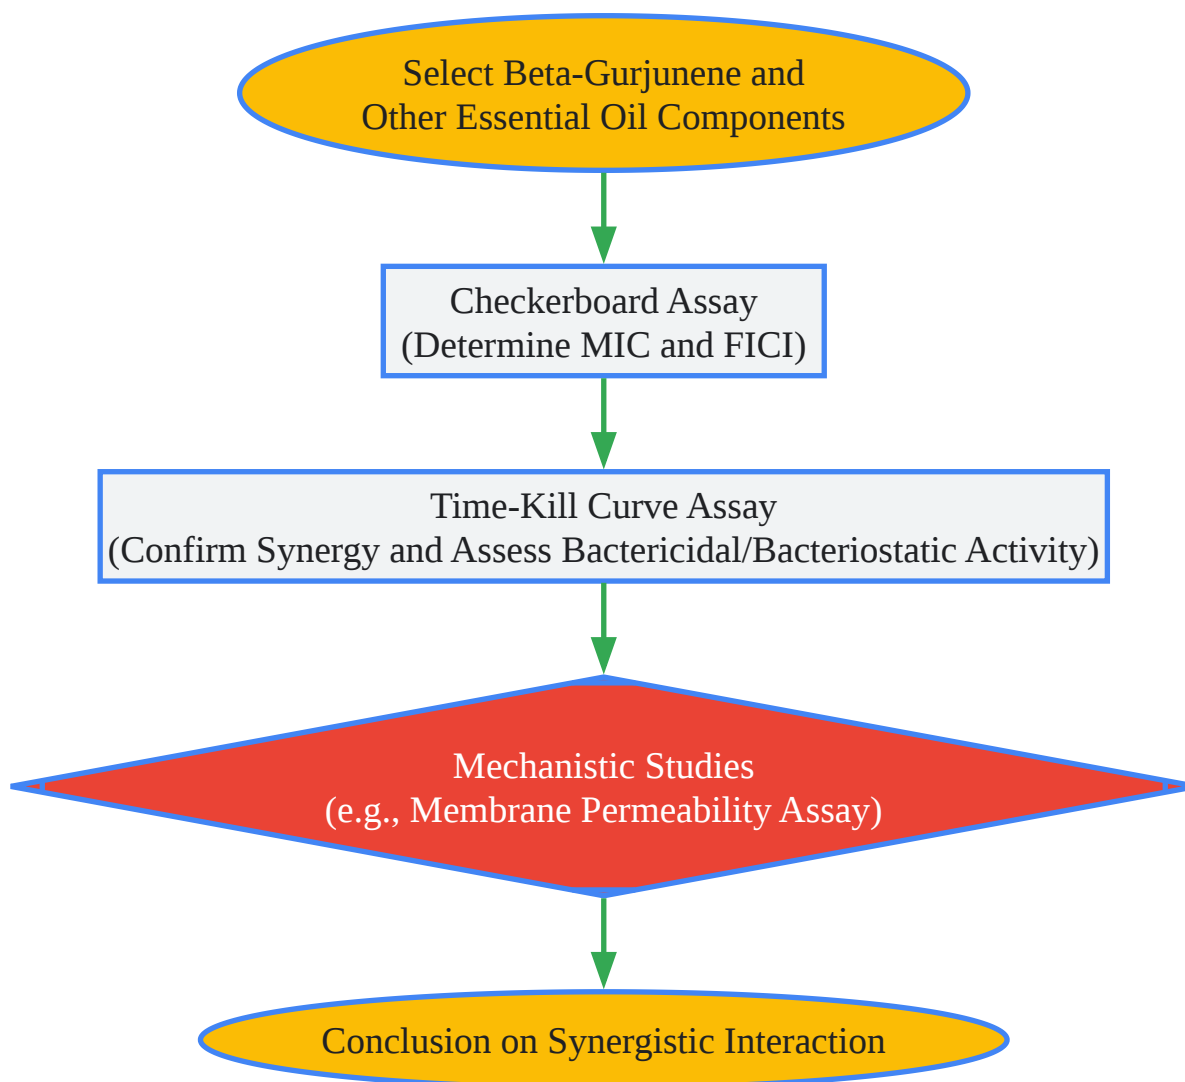 Select Beta-Gurjunene and
Other Essential Oil Components
Checkerboard Assay
(Determine MIC and FICI)
Time-Kill Curve Assay
(Confirm Synergy and Assess Bactericidal/Bacteriostatic Activity)
Mechanistic Studies
(e.g., Membrane Permeability Assay)
Conclusion on Synergistic Interaction